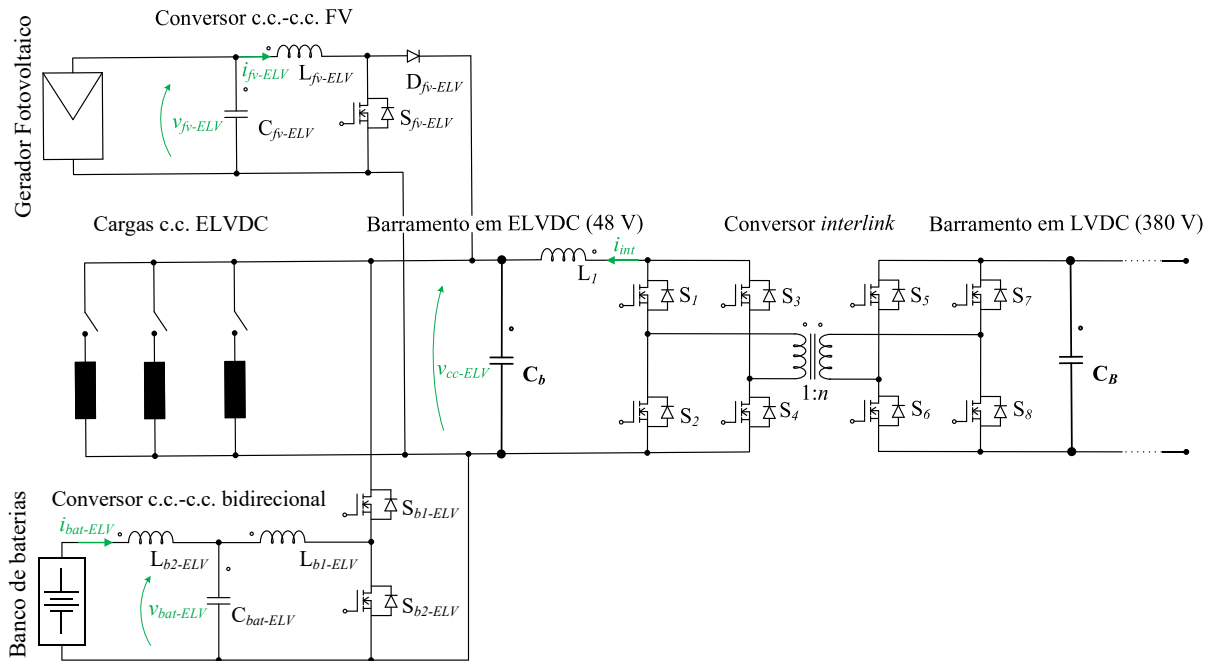 Conversor c.c.-c.c. FV
Gerador Fotovoltaico
i_fv-ELV
L_fv-ELV
D_fv-ELV
v_fv-ELV
C_fv-ELV
S_fv-ELV
Cargas c.c. ELVDC
Barramento em ELVDC (48 V)
Conversor interlink
Barramento em LVDC (380 V)
i_int
L_1
S_1
S_3
S_5
S_7
v_cc-ELV
C_b
1:n
C_B
S_2
S_4
S_6
S_8
Conversor c.c.-c.c. bidirecional
Banco de baterias
i_bat-ELV
L_b2-ELV
L_b1-ELV
S_b1-ELV
v_bat-ELV
C_bat-ELV
S_b2-ELV